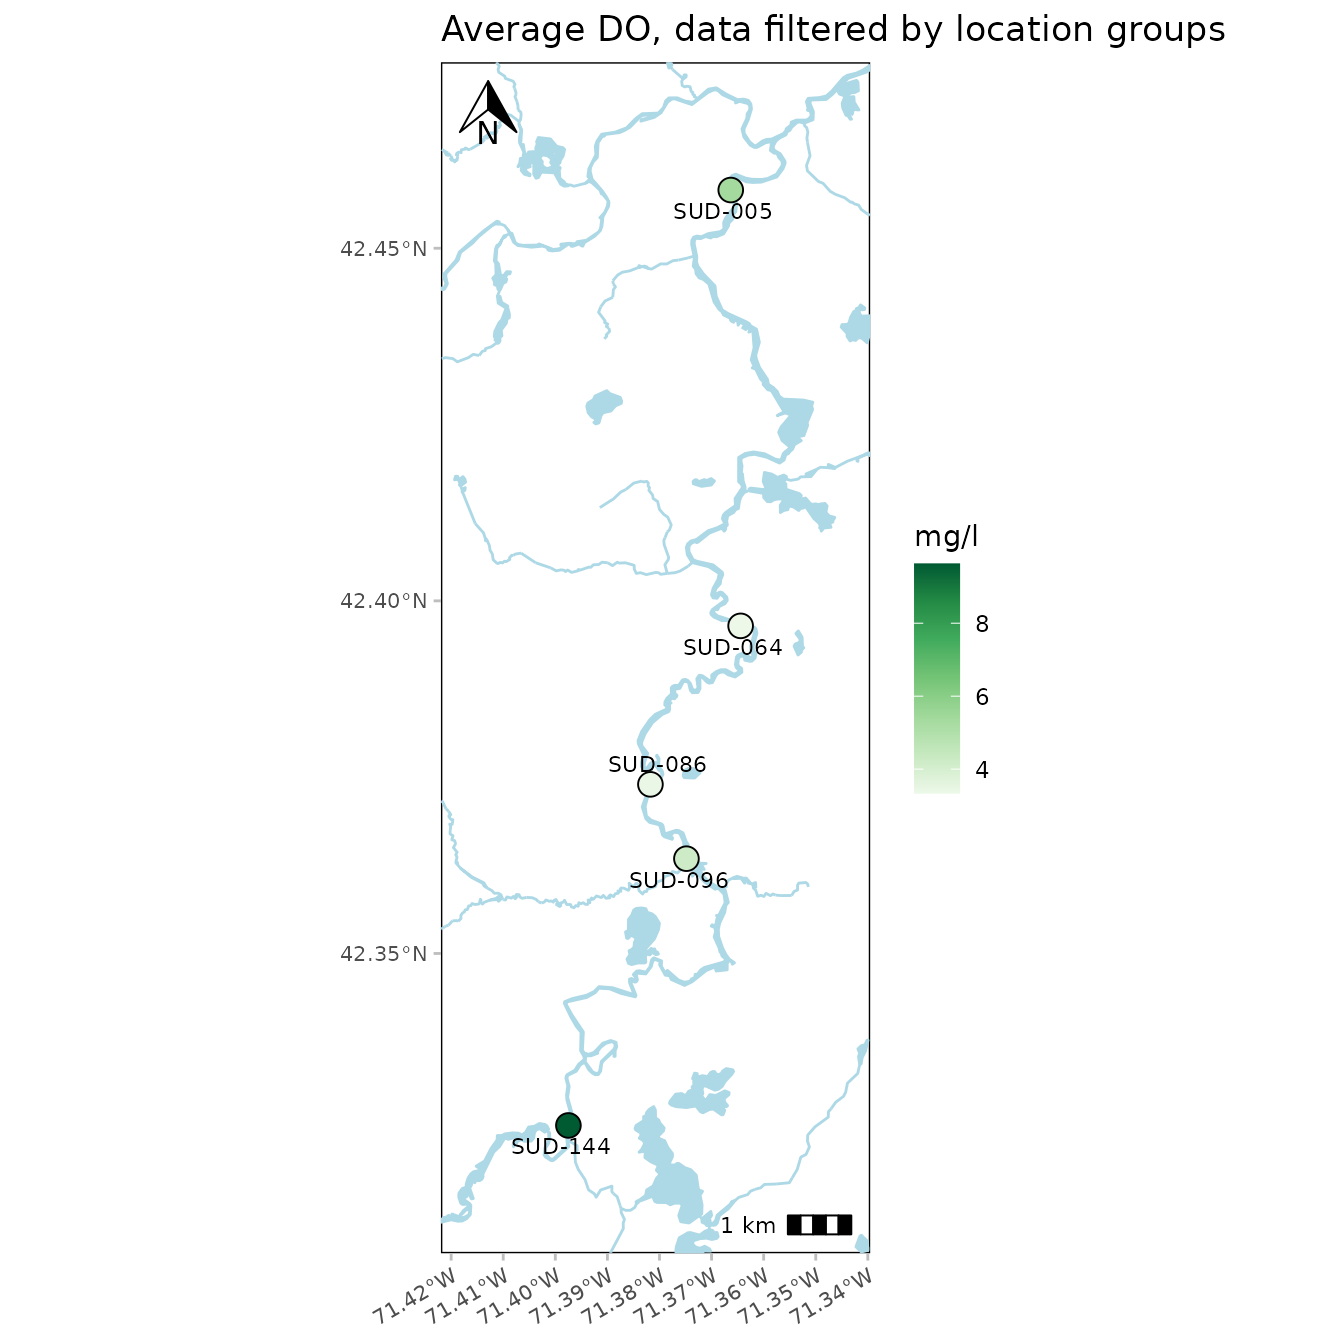 Average DO, data filtered by location groups
N
SUD-005
42.45°N
mg/l
42.40°N
8
SUD-064
6
SUD-086
4
SUD-096
42.35°N
SUD-144
1 km
71.42°W
71.41°W
71.40°W
71.39°W
71.38°W
71.37°W
71.36°W
71.35°W
71.34°W